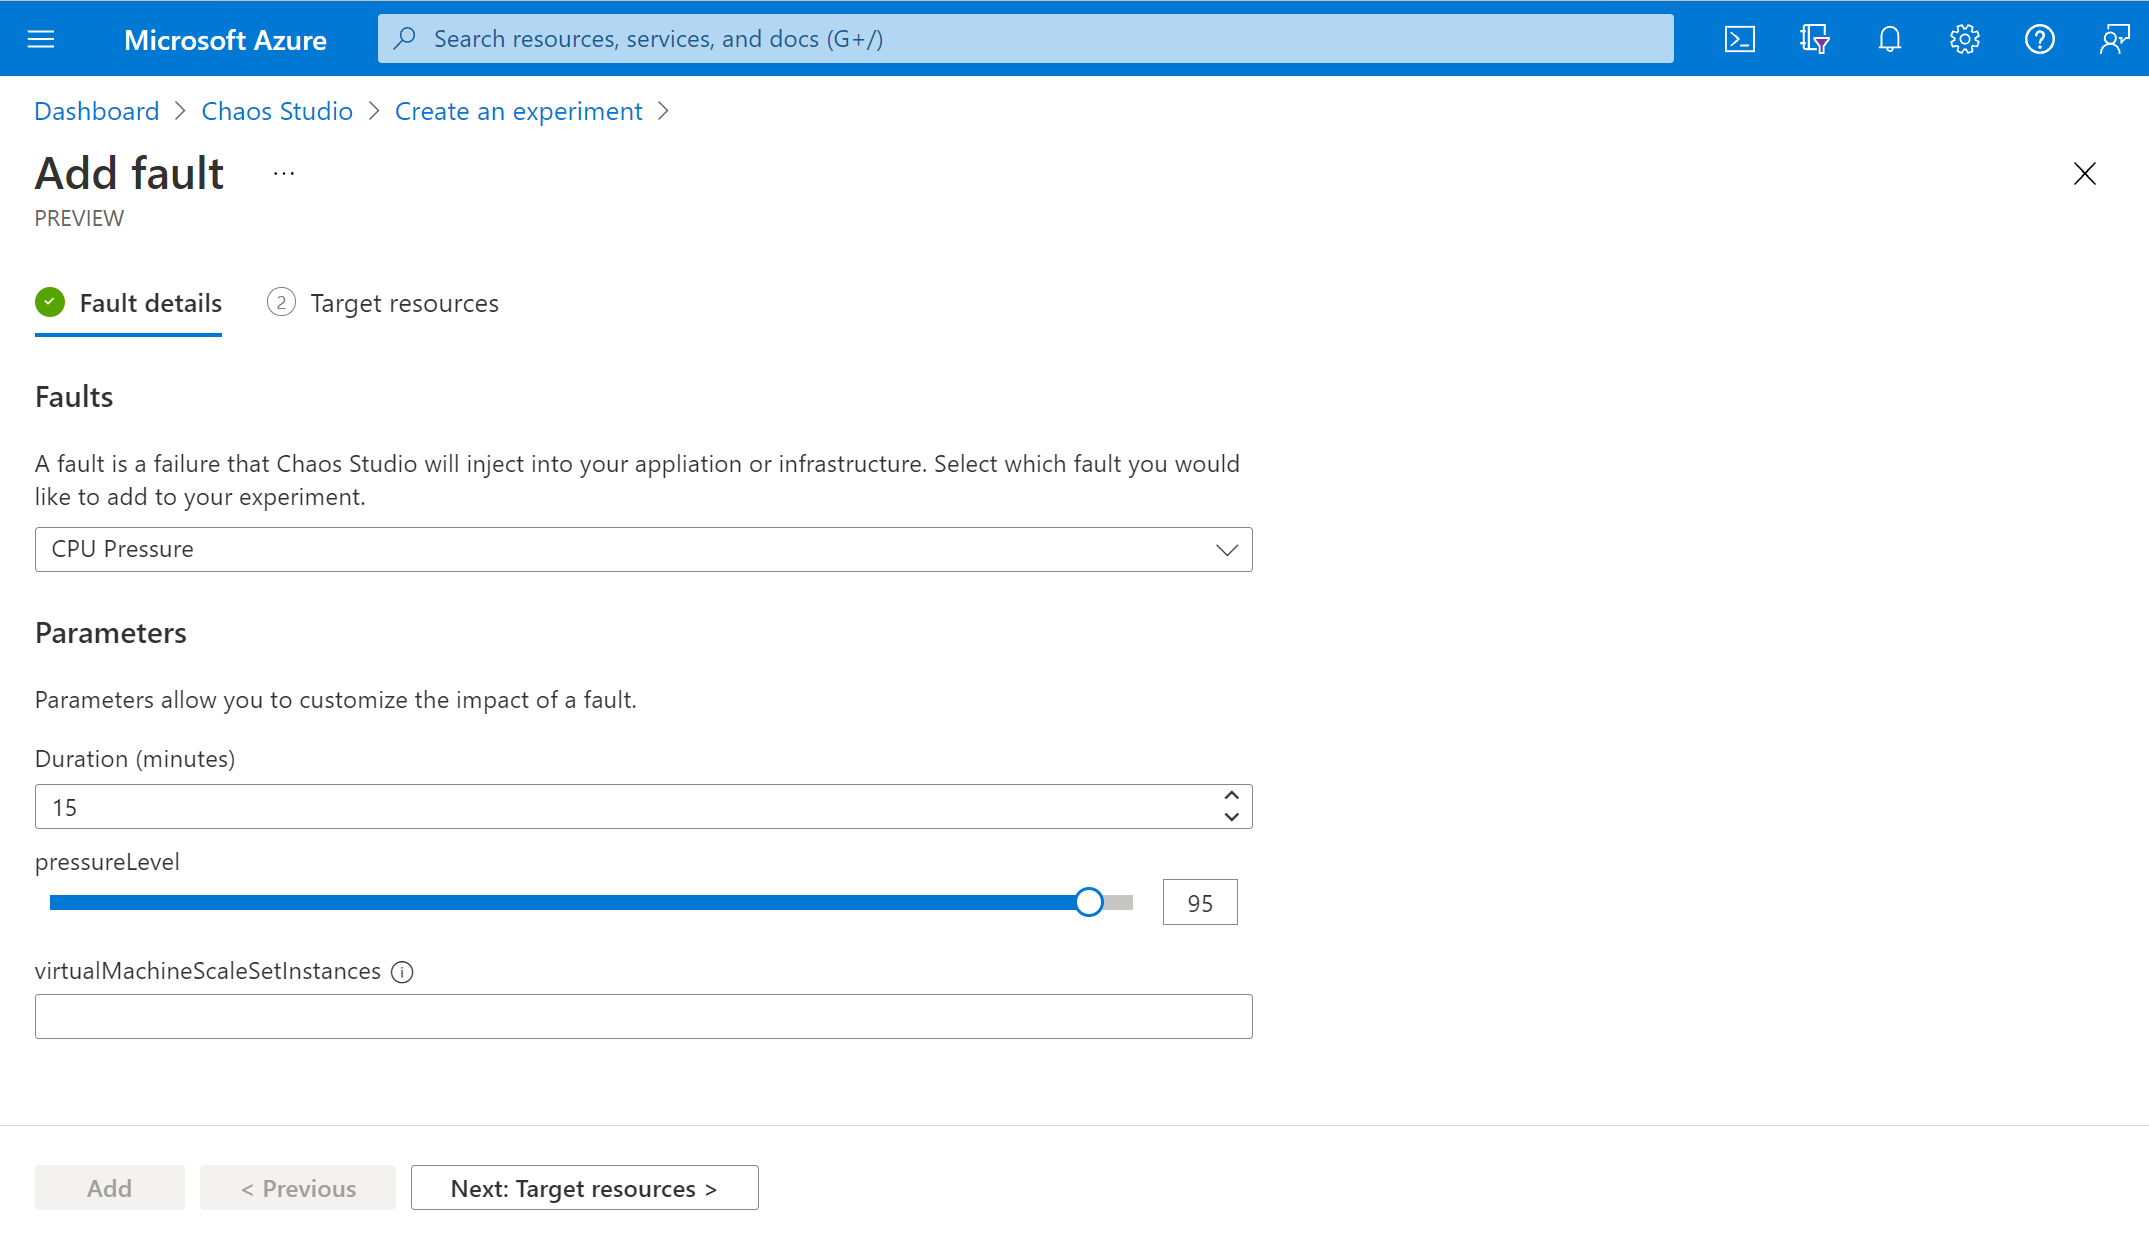 Microsoft Azure
Search resources, services, and docs (G+/)
Dashboard > Chaos Studio > Create an experiment >
Add fault ...
PREVIEW
Fault details
2 Target resources
Faults
A fault is a failure that Chaos Studio will inject into your appliation or infrastructure. Select which fault you would
like to add to your experiment.
CPU Pressure
Parameters
Parameters allow you to customize the impact of a fault.
Duration (minutes)
15
pressureLevel
95
virtualMachineScaleSetInstances
Add
< Previous
Next: Target resources >